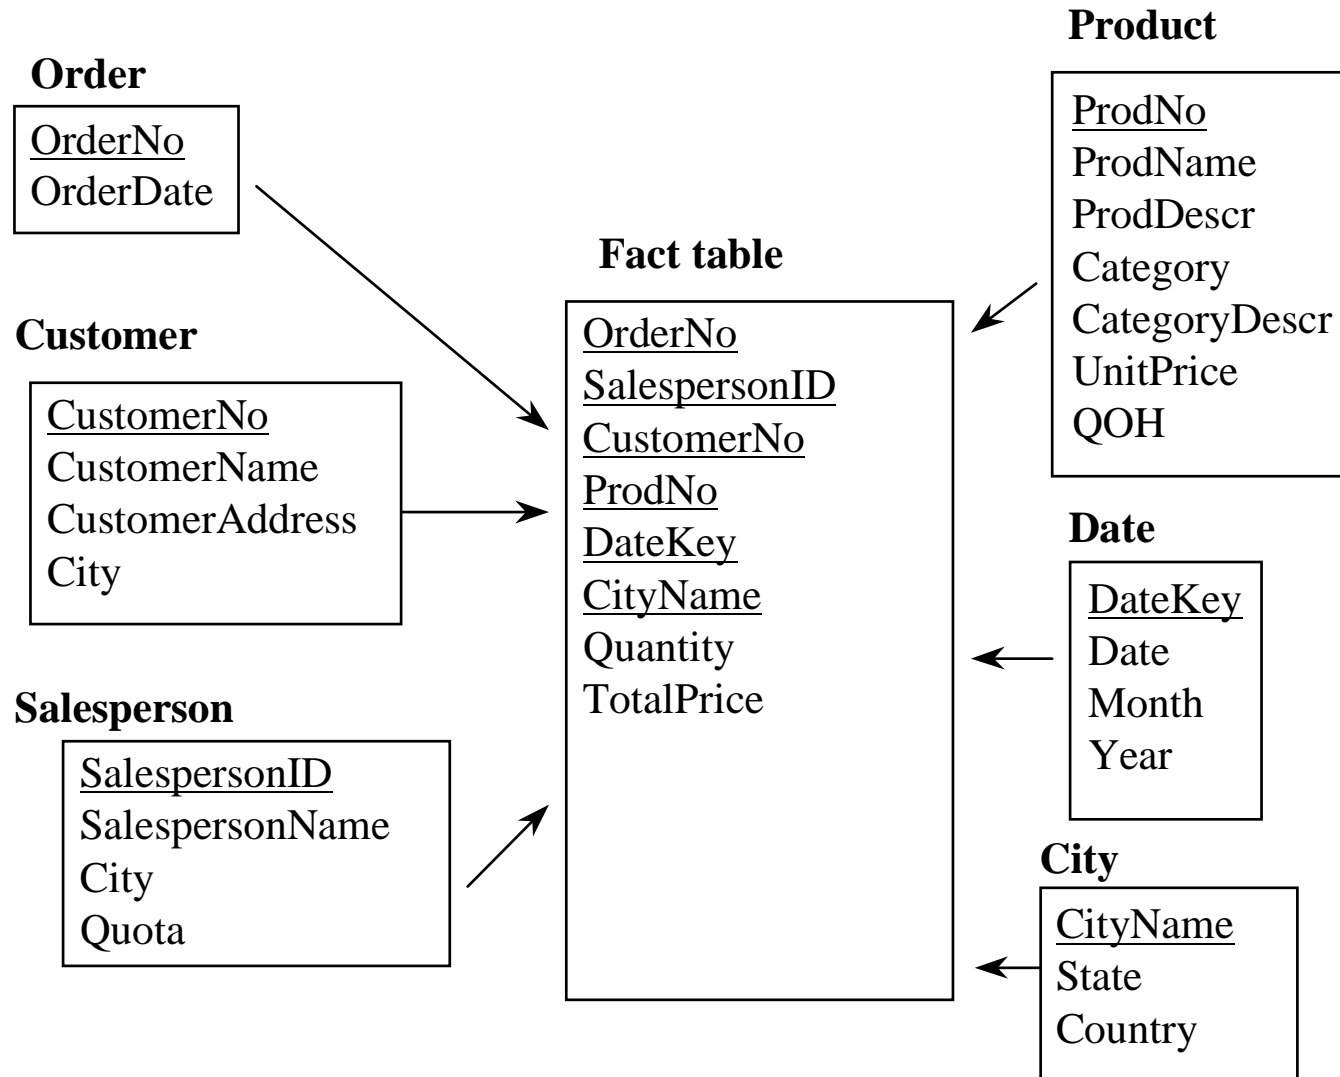 Order
OrderNo
OrderDate
Customer
CustomerNo
CustomerName
CustomerAddress
City
Salesperson
SalespersonID
SalespersonName
City
Quota
Fact table
OrderNo
SalespersonID
CustomerNo
ProdNo
DateKey
CityName
Quantity
TotalPrice
Product
ProdNo
ProdName
ProdDescr
Category
CategoryDescr
UnitPrice
QOH
Date
DateKey
Date
Month
Year
City
CityName
State
Country